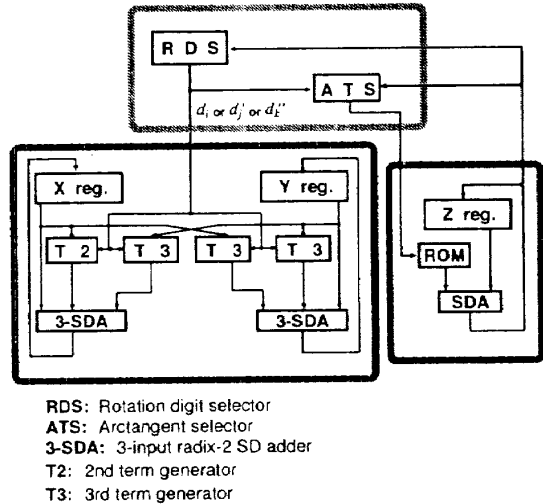 R D S
A T S
d_i or d_j' or d_k''
X reg.
Y reg.
Z reg.
T 2
T 3
T 3
T 3
ROM
3-SDA
3-SDA
SDA
RDS: Rotation digit selector
ATS: Arctangent selector
3-SDA: 3-input radix-2 SD adder
T2: 2nd term generator
T3: 3rd term generator